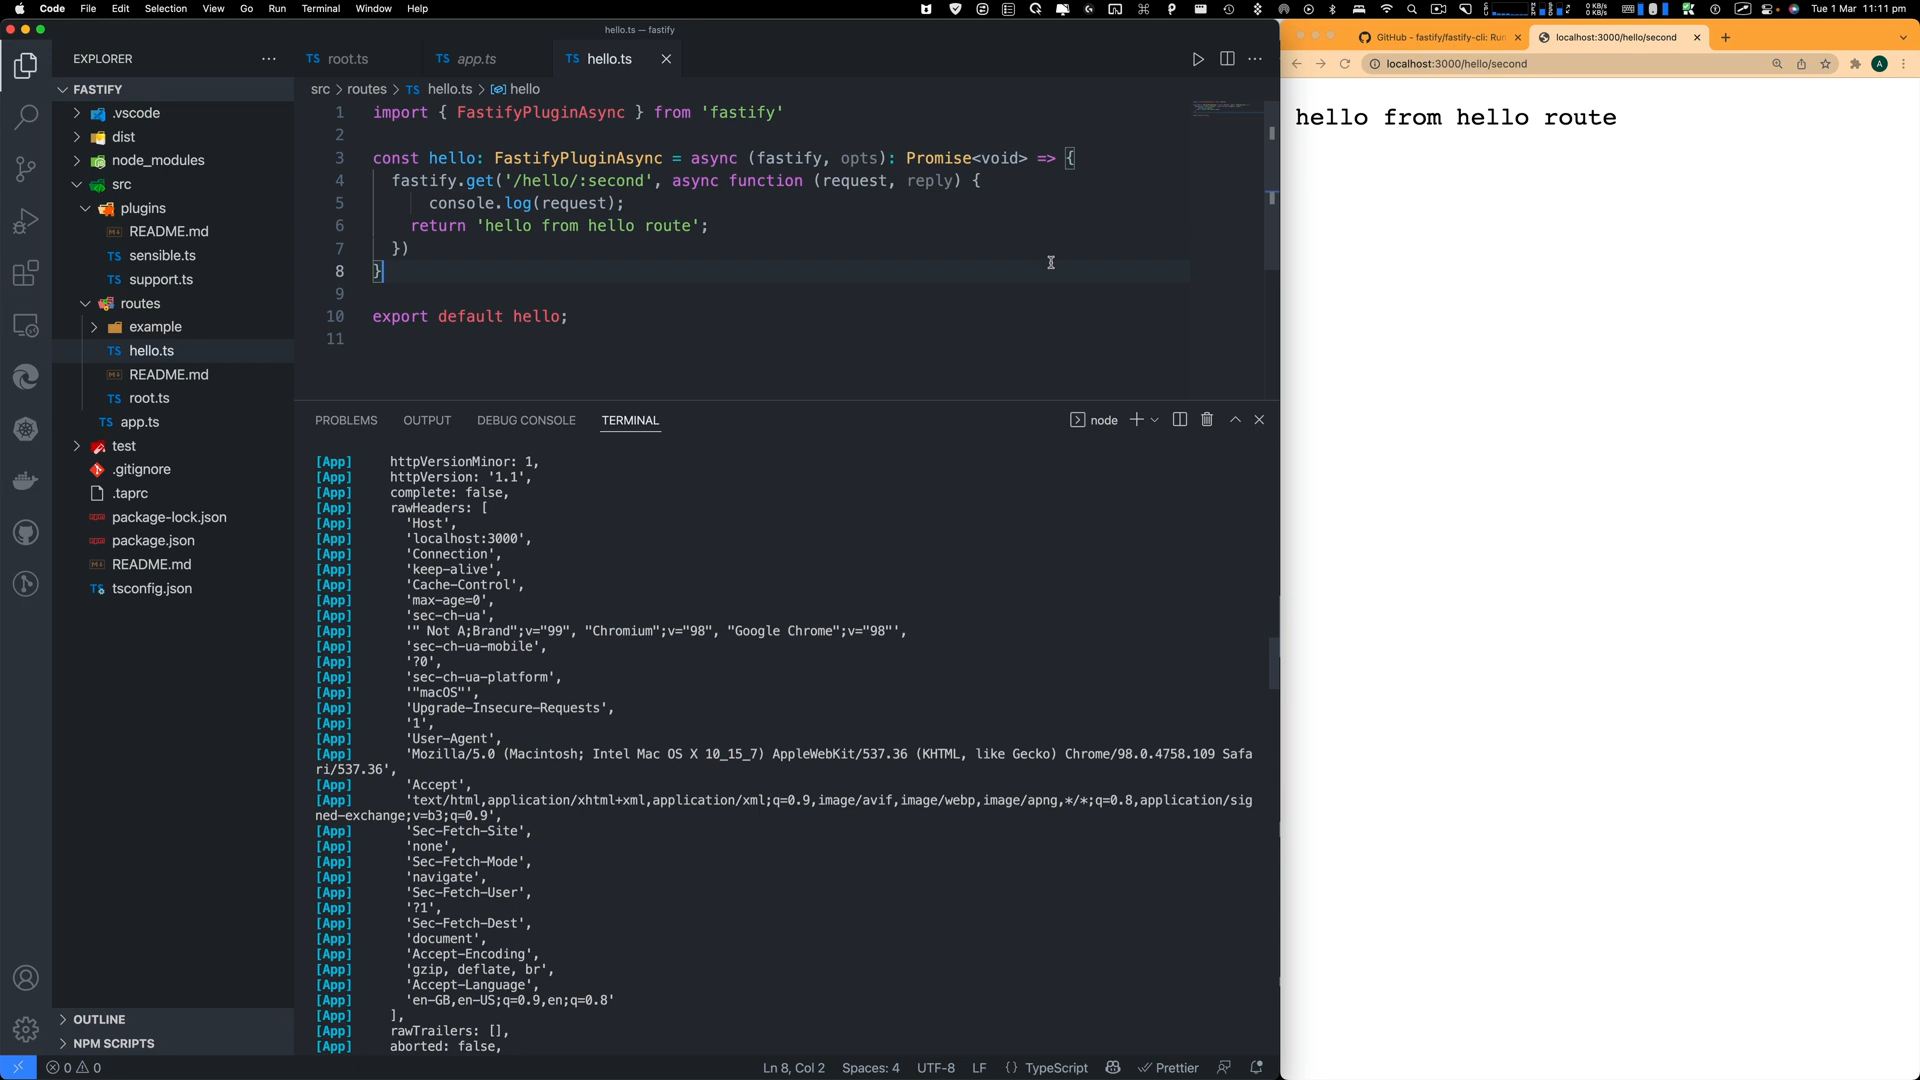 Code File Edit Selection View Go Run Terminal Window Help
0 KB/s
0 KB/s
Tue 1 Mar 11:11 pm
hello.ts — fastify
EXPLORER
FASTIFY
.vscode
dist
node_modules
src
plugins
README.md
sensible.ts
support.ts
routes
example
hello.ts
README.md
root.ts
app.ts
test
.gitignore
.taprc
package-lock.json
package.json
README.md
tsconfig.json
OUTLINE
NPM SCRIPTS
TS root.ts
TS app.ts
TS hello.ts
src > routes > TS hello.ts > hello
1 import { FastifyPluginAsync } from 'fastify'
2
3 const hello: FastifyPluginAsync = async (fastify, opts): Promise<void> => {
4 fastify.get('/hello/:second', async function (request, reply) {
5 console.log(request);
6 return 'hello from hello route';
7 })
8 }
9
10 export default hello;
11
PROBLEMS OUTPUT DEBUG CONSOLE TERMINAL
node
[App] httpVersionMinor: 1,
[App] httpVersion: '1.1',
[App] complete: false,
[App] rawHeaders: [
[App] 'Host',
[App] 'localhost:3000',
[App] 'Connection',
[App] 'keep-alive',
[App] 'Cache-Control',
[App] 'max-age=0',
[App] 'sec-ch-ua',
[App] '" Not A;Brand";v="99", "Chromium";v="98", "Google Chrome";v="98"',
[App] 'sec-ch-ua-mobile',
[App] '?0',
[App] 'sec-ch-ua-platform',
[App] '"macOS"',
[App] 'Upgrade-Insecure-Requests',
[App] '1',
[App] 'User-Agent',
[App] 'Mozilla/5.0 (Macintosh; Intel Mac OS X 10_15_7) AppleWebKit/537.36 (KHTML, like Gecko) Chrome/98.0.4758.109 Safa
ri/537.36',
[App] 'Accept',
[App] 'text/html,application/xhtml+xml,application/xml;q=0.9,image/avif,image/webp,image/apng,*/*;q=0.8,application/sig
ned-exchange;v=b3;q=0.9',
[App] 'Sec-Fetch-Site',
[App] 'none',
[App] 'Sec-Fetch-Mode',
[App] 'navigate',
[App] 'Sec-Fetch-User',
[App] '?1',
[App] 'Sec-Fetch-Dest',
[App] 'document',
[App] 'Accept-Encoding',
[App] 'gzip, deflate, br',
[App] 'Accept-Language',
[App] 'en-GB,en-US;q=0.9,en;q=0.8'
[App] ],
[App] rawTrailers: [],
[App] aborted: false,
0 0
Ln 8, Col 2 Spaces: 4 UTF-8 LF {} TypeScript Prettier
GitHub - fastify/fastify-cli: Run
localhost:3000/hello/second
localhost:3000/hello/second
A
hello from hello route